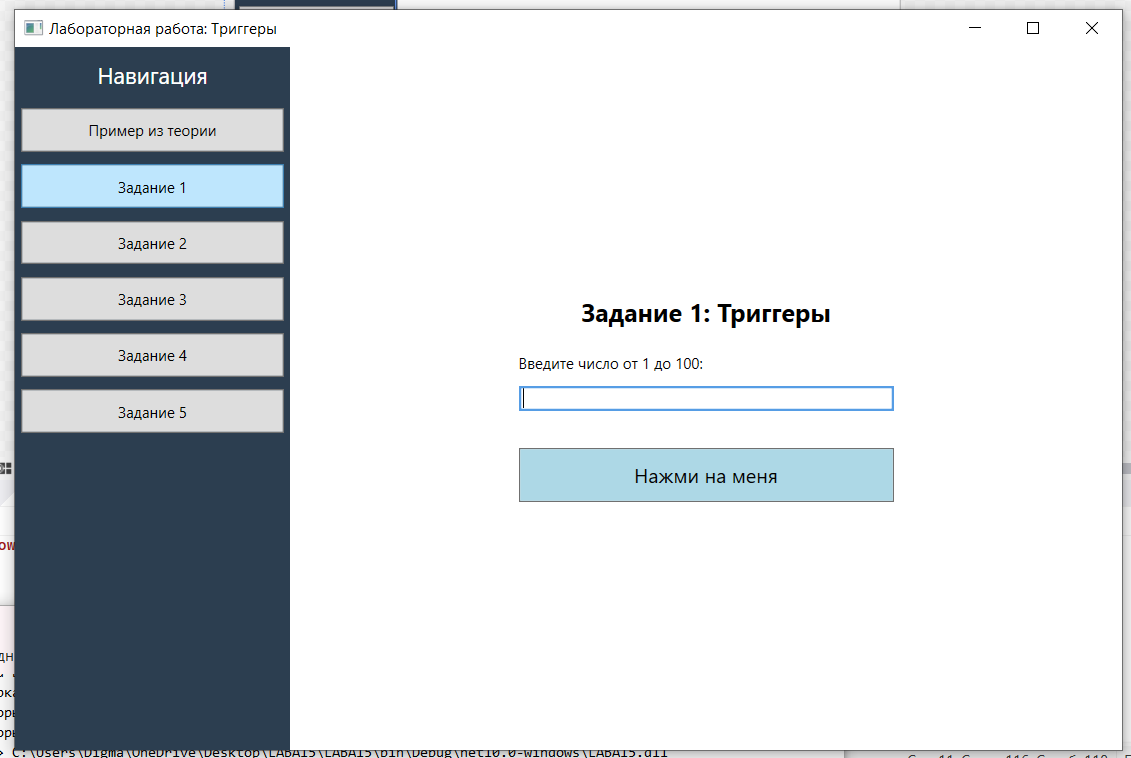 Лабораторная работа: Триггеры
Навигация
Пример из теории
Задание 1
Задание 2
Задание 3
Задание 4
Задание 5
Задание 1: Триггеры
Введите число от 1 до 100:
Нажми на меня
C:\Users\Digma\OneDrive\Desktop\LABA15\LABA15\bin\Debug\net10.0-windows\LABA15.dll